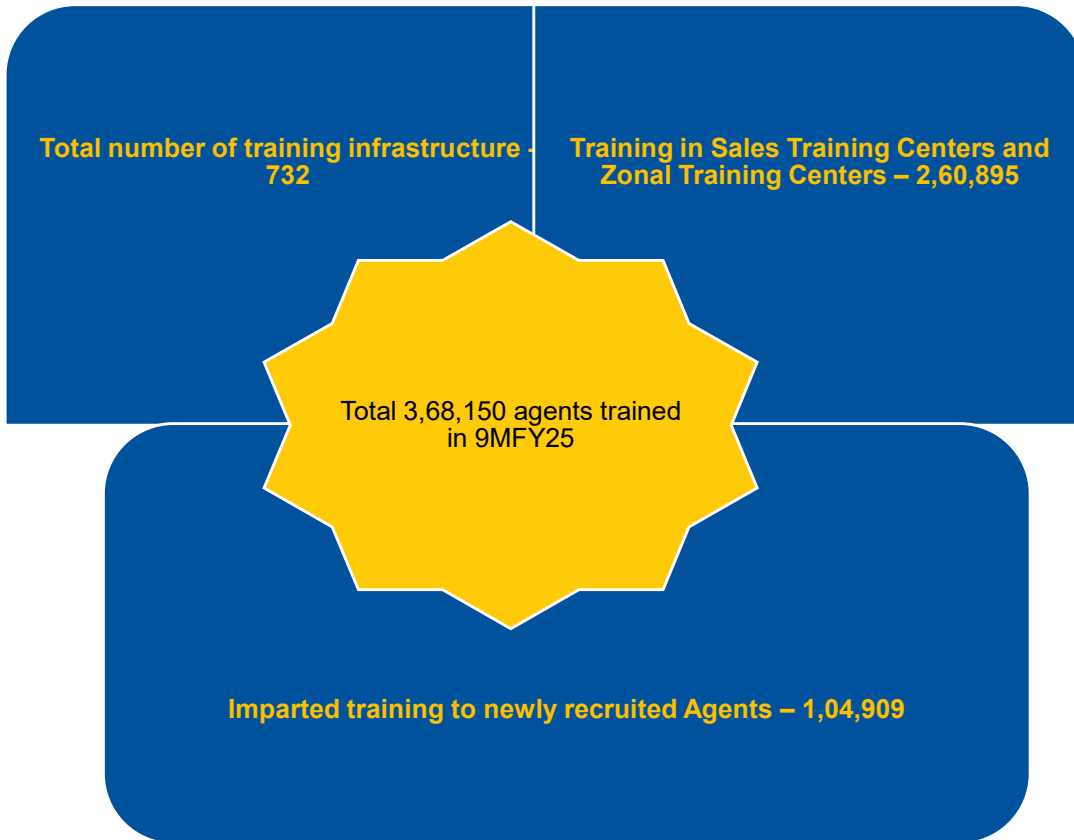 Total number of training infrastructure -
732
Training in Sales Training Centers and
Zonal Training Centers – 2,60,895
Total 3,68,150 agents trained
in 9MFY25
Imparted training to newly recruited Agents – 1,04,909